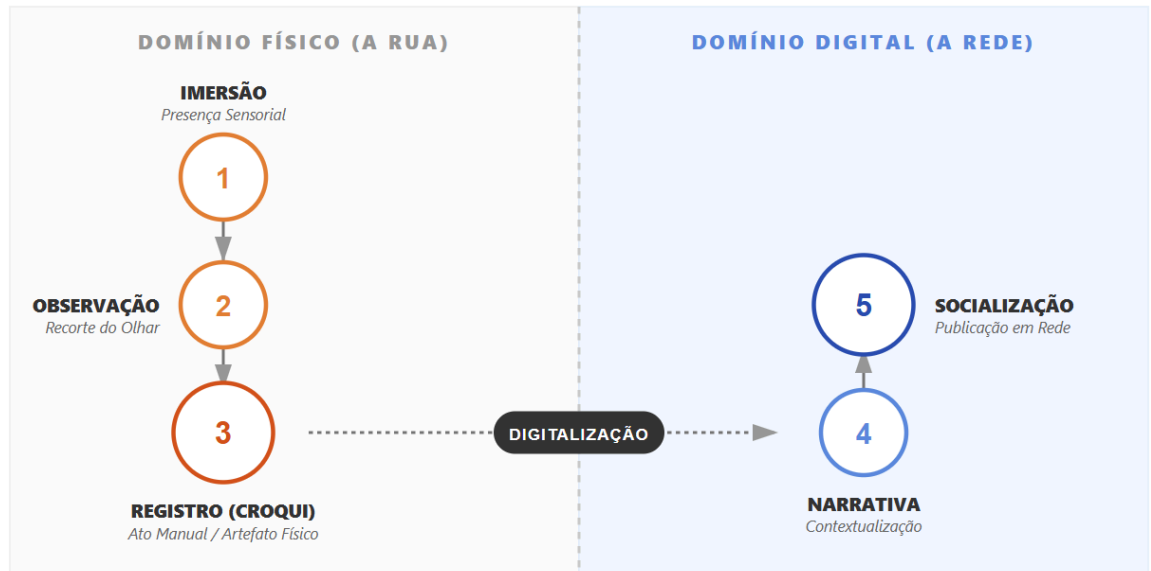 DOMÍNIO FÍSICO (A RUA)
DOMÍNIO DIGITAL (A REDE)
IMERSÃO
Presença Sensorial
1
OBSERVAÇÃO
Recorte do Olhar
2
3
REGISTRO (CROQUI)
Ato Manual / Artefato Físico
DIGITALIZAÇÃO
5
SOCIALIZAÇÃO
Publicação em Rede
4
NARRATIVA
Contextualização